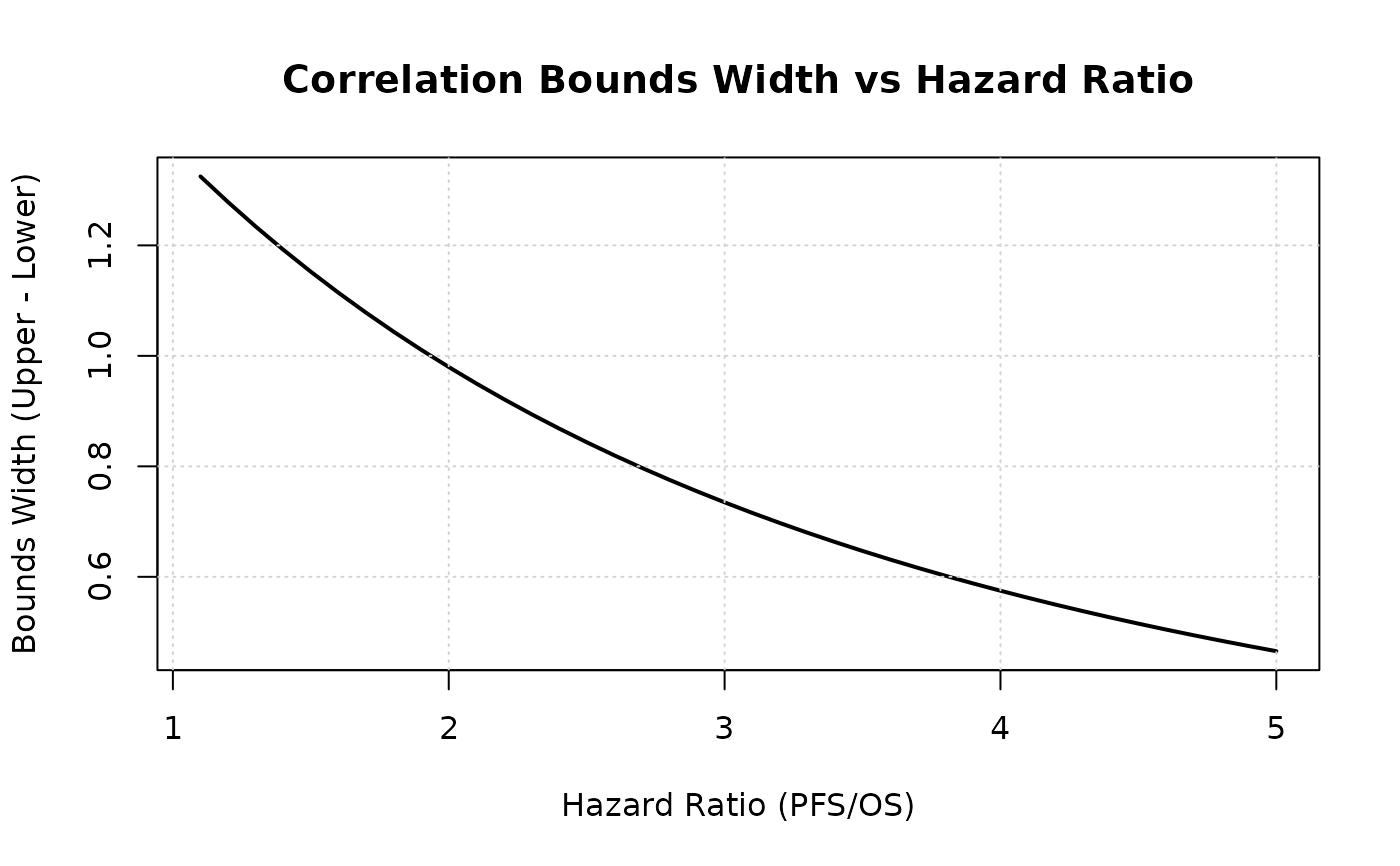 Correlation Bounds Width vs Hazard Ratio
Bounds Width (Upper - Lower)
1.2
1.0
0.8
0.6
1 2 3 4 5
Hazard Ratio (PFS/OS)